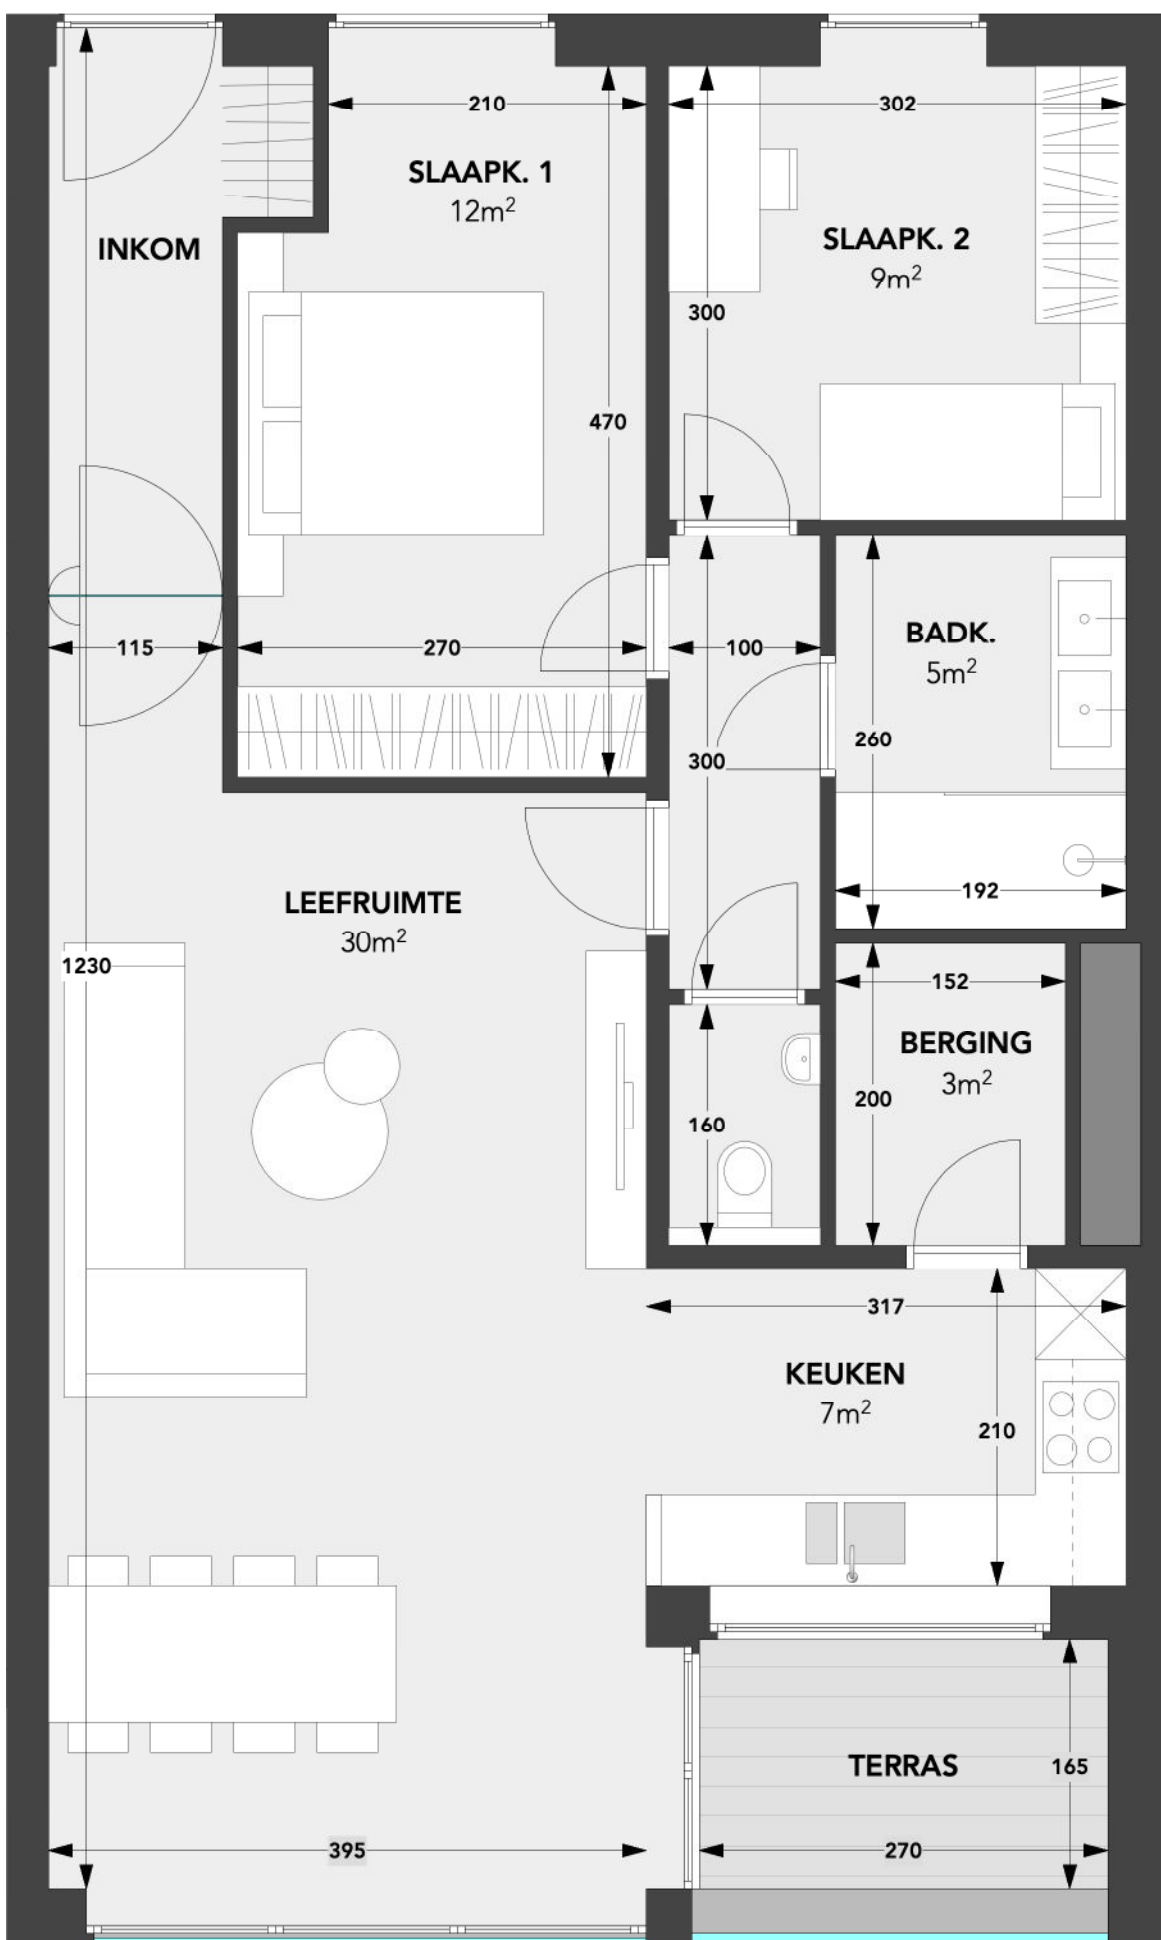 210
302
SLAAPK. 1
12m²
INKOM
SLAAPK. 2
9m²
300
470
115
270
100
BADK.
5m²
260
300
192
LEEFRUIMTE
30m²
1230
152
BERGING
3m²
200
160
317
KEUKEN
7m²
210
TERRAS
165
395
270